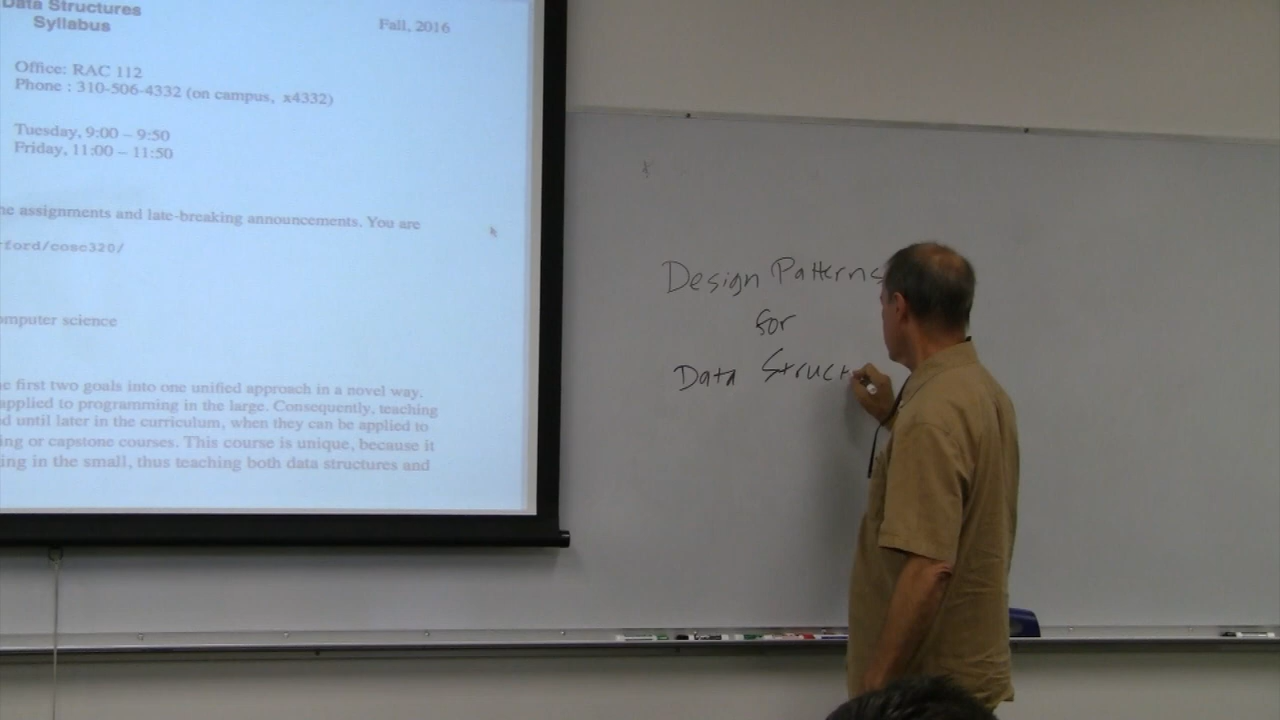 Data Structures
Syllabus
Fall, 2016
Office: RAC 112
Phone : 310-506-4332 (on campus, x4332)
Tuesday, 9:00 – 9:50
Friday, 11:00 – 11:50
he assignments and late-breaking announcements. You are
ford/cosc320/
omputer science
e first two goals into one unified approach in a novel way.
applied to programming in the large. Consequently, teaching
d until later in the curriculum, when they can be applied to
ing or capstone courses. This course is unique, because it
ing in the small, thus teaching both data structures and
Design Patterns
for
Data Struct